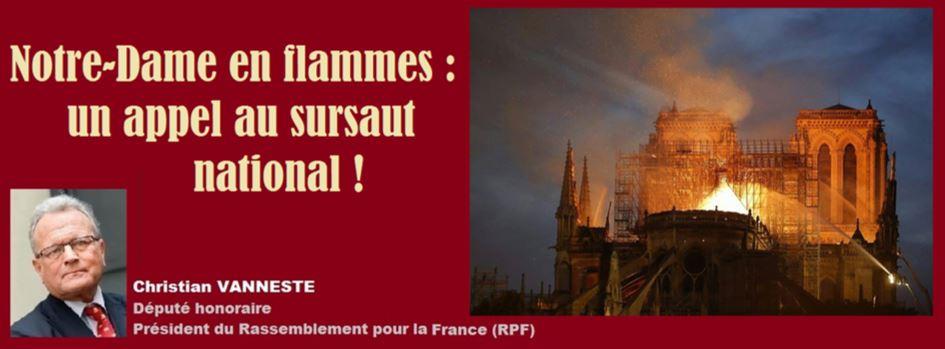 Notre-Dame en flammes :
un appel au sursaut
national !
Christian VANNESTE
Député honoraire
Président du Rassemblement pour la France (RPF)